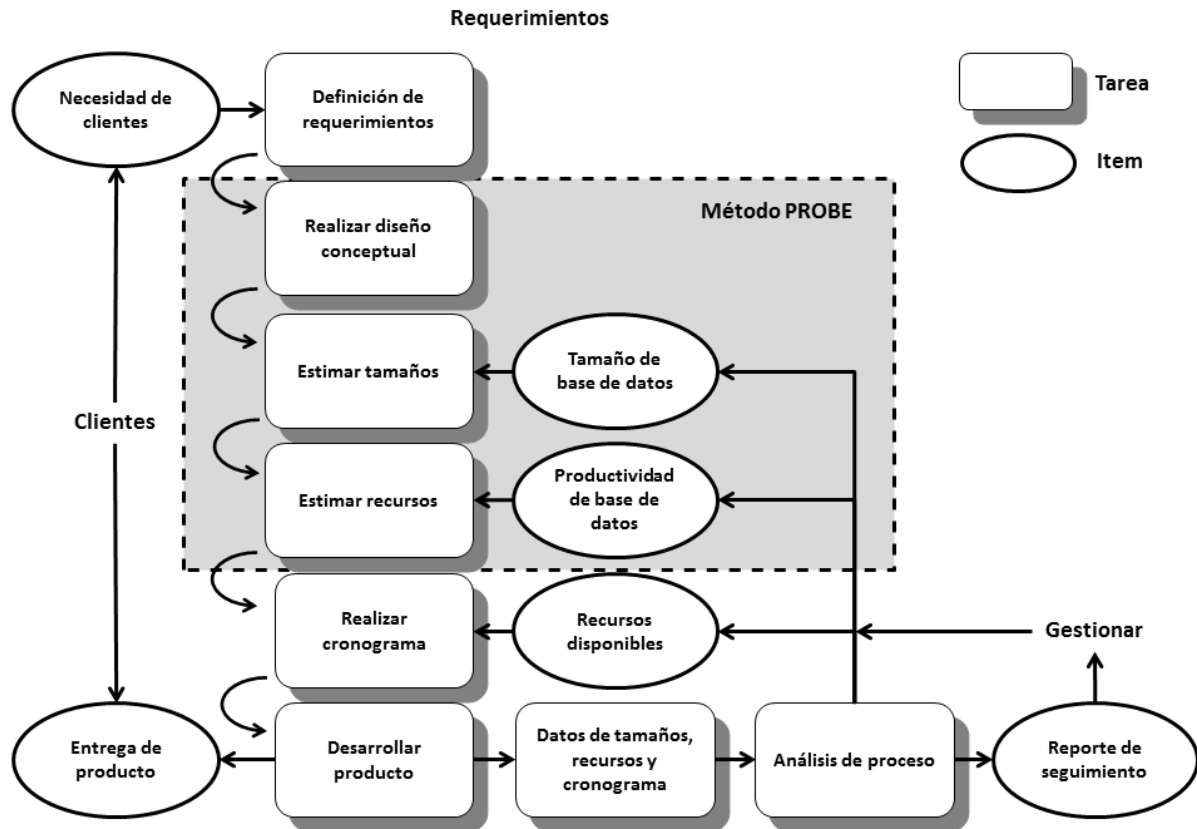 Requerimientos
Necesidad de
clientes
Definición de
requerimientos
Tarea
Item
Método PROBE
Realizar diseño
conceptual
Estimar tamaños
Tamaño de
base de datos
Clientes
Estimar recursos
Productividad
de base de
datos
Realizar
cronograma
Recursos
disponibles
Gestionar
Entrega de
producto
Desarrollar
producto
Datos de tamaños,
recursos y
cronograma
Análisis de proceso
Reporte de
seguimiento